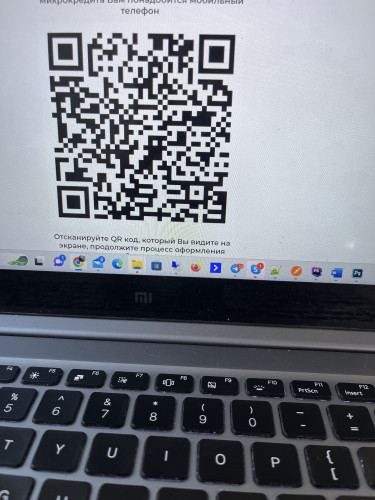 микрокредита Вам понадобится мобильный
телефон
Отсканируйте QR код, который Вы видите на
экране, продолжите процесс оформления
mi
F4 F5 F6 F7 F8 F9 F10 F11 F12
PrtScn Insert
% ^ & * ( ) _ +
5 6 7 8 9 0 - =
T Y U I O P { [
G H